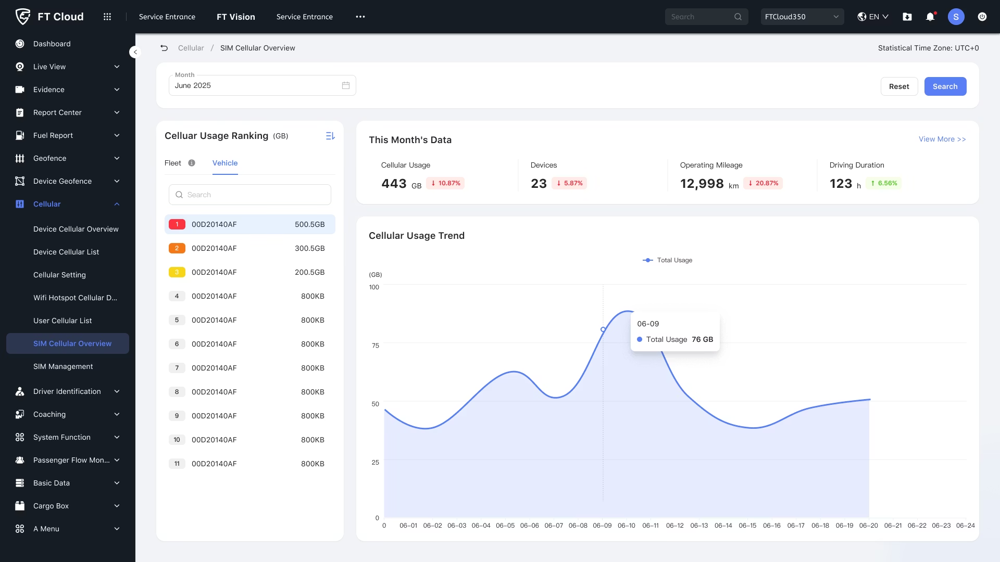 FT Cloud
Service Entrance
FT Vision
Service Entrance
•••
Search
FTCloud350
EN
S
Dashboard
Live View
Evidence
Report Center
Fuel Report
Geofence
Device Geofence
Cellular
Device Cellular Overview
Device Cellular List
Cellular Setting
Wifi Hotspot Cellular D...
User Cellular List
SIM Cellular Overview
SIM Management
Driver Identification
Coaching
System Function
Passenger Flow Mon...
Basic Data
Cargo Box
A Menu
Cellular / SIM Cellular Overview
Statistical Time Zone: UTC+0
Month
June 2025
Reset
Search
Celluar Usage Ranking (GB)
Fleet
Vehicle
Search
1 00D20140AF 500.5GB
2 00D20140AF 300.5GB
3 00D20140AF 200.5GB
4 00D20140AF 800KB
5 00D20140AF 800KB
6 00D20140AF 800KB
7 00D20140AF 800KB
8 00D20140AF 800KB
9 00D20140AF 800KB
10 00D20140AF 800KB
11 00D20140AF 800KB
This Month's Data
View More >>
Cellular Usage
443 GB ↓ 10.87%
Devices
23 ↓ 5.87%
Operating Mileage
12,998 km ↓ 20.87%
Driving Duration
123 h ↑ 6.56%
Cellular Usage Trend
Total Usage
(GB)
100
75
50
25
0
06-09
Total Usage 76 GB
0 06-01 06-02 06-03 06-04 06-05 06-06 06-07 06-08 06-09 06-10 06-11 06-12 06-13 06-14 06-15 06-16 06-17 06-18 06-19 06-20 06-21 06-22 06-23 06-24